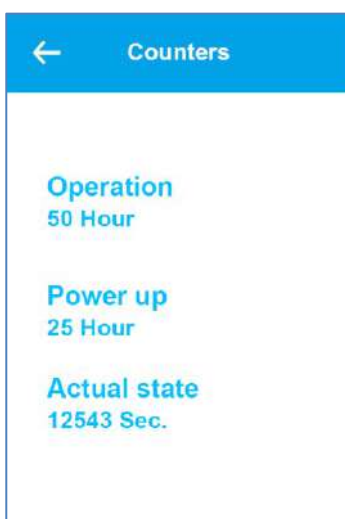 Counters
Operation
50 Hour
Power up
25 Hour
Actual state
12543 Sec.